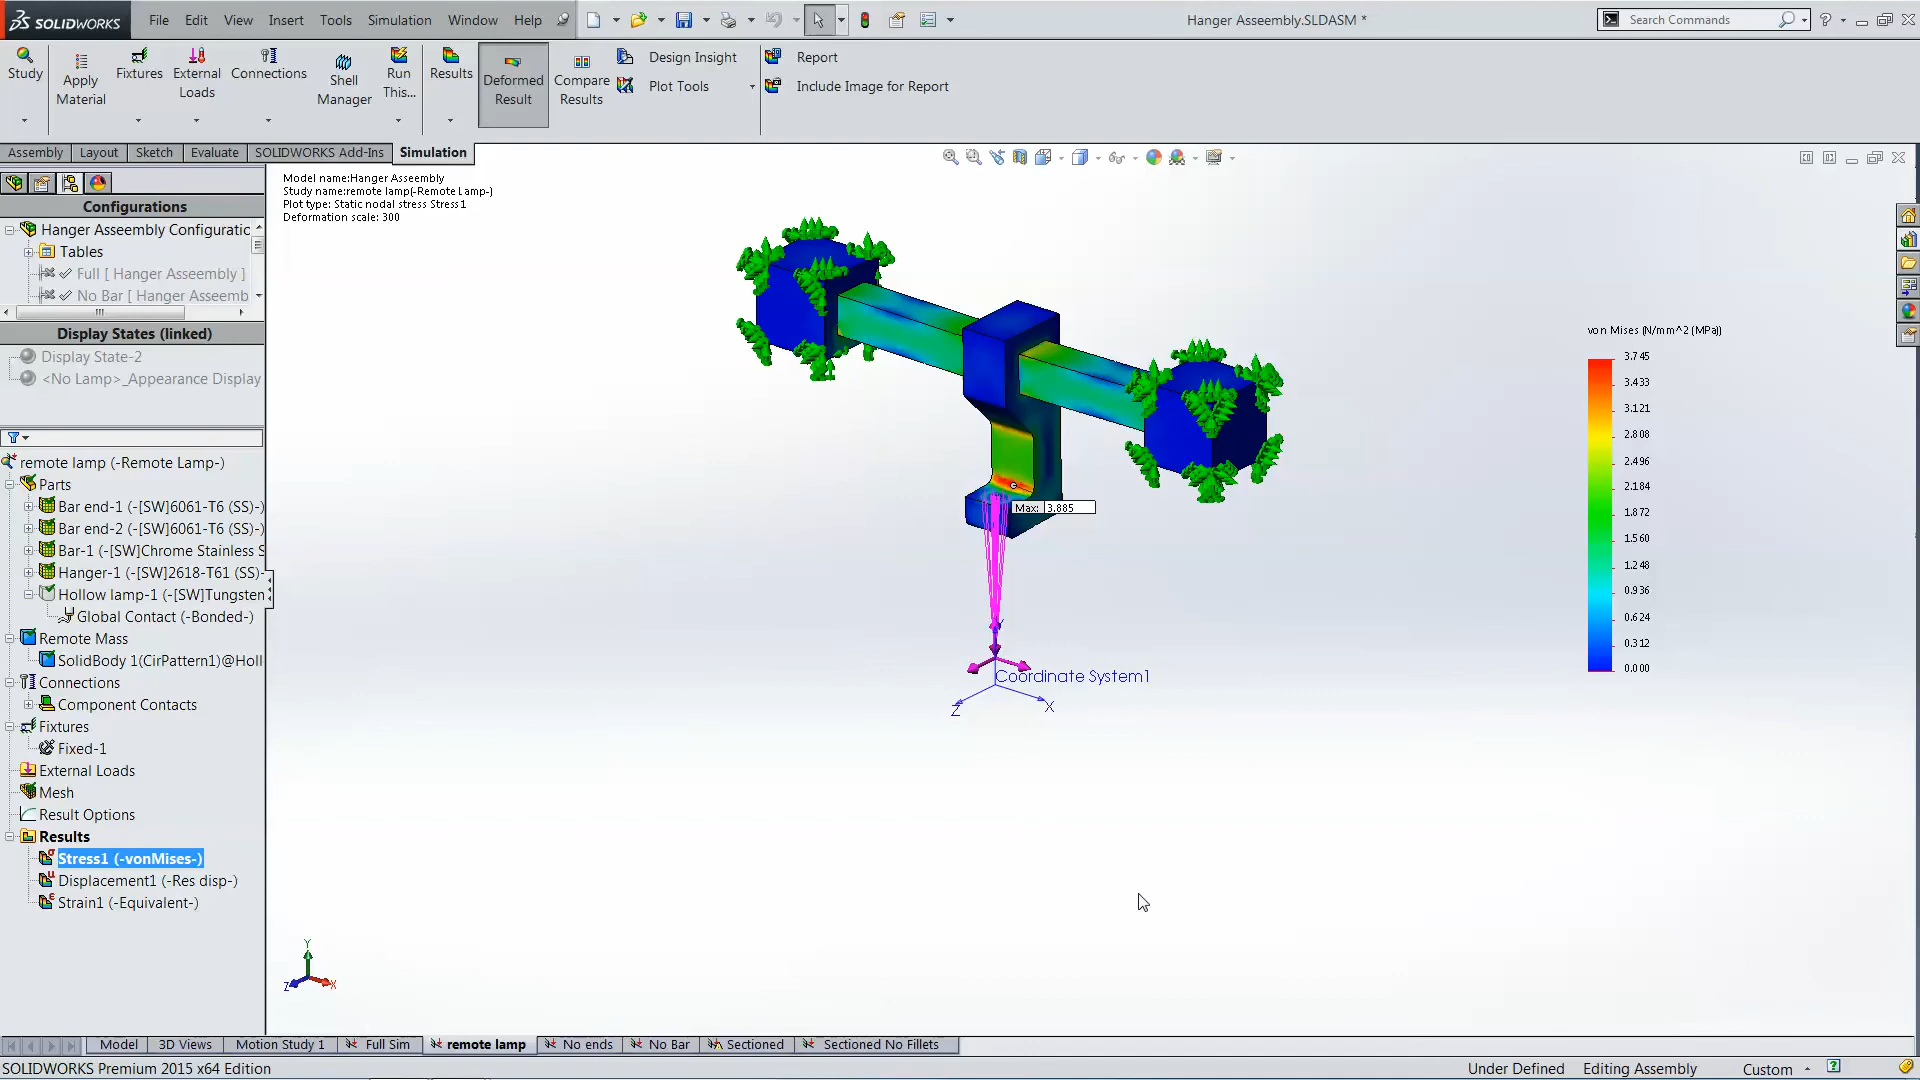 SOLIDWORKS
File Edit View Insert Tools Simulation Window Help
Hanger Asseembly.SLDASM *
Search Commands
Study
Apply Material
Fixtures
External Loads
Connections
Shell Manager
Run This...
Results
Deformed Result
Compare Results
Design Insight
Plot Tools
Report
Include Image for Report
Assembly Layout Sketch Evaluate SOLIDWORKS Add-Ins Simulation
Configurations
Hanger Asseembly Configuratic
Tables
Full [ Hanger Asseembly ]
No Bar [ Hanger Asseemb
Display States (linked)
Display State-2
<No Lamp>_Appearance Display
remote lamp (-Remote Lamp-)
Parts
Bar end-1 (-[SW]6061-T6 (SS)-)
Bar end-2 (-[SW]6061-T6 (SS)-)
Bar-1 (-[SW]Chrome Stainless S
Hanger-1 (-[SW]2618-T61 (SS)-
Hollow lamp-1 (-[SW]Tungsten
Global Contact (-Bonded-)
Remote Mass
SolidBody 1(CirPattern1)@Holl
Connections
Component Contacts
Fixtures
Fixed-1
External Loads
Mesh
Result Options
Results
Stress1 (-vonMises-)
Displacement1 (-Res disp-)
Strain1 (-Equivalent-)
Model name:Hanger Asseembly
Study name:remote lamp(-Remote Lamp-)
Plot type: Static nodal stress Stress1
Deformation scale: 300
Max: 3.885
Y
Coordinate System1
Z X
von Mises (N/mm^2 (MPa))
3.745
3.433
3.121
2.808
2.496
2.184
1.872
1.560
1.248
0.936
0.624
0.312
0.000
Y
Z X
Model 3D Views Motion Study 1 Full Sim remote lamp No ends No Bar Sectioned Sectioned No Fillets
SOLIDWORKS Premium 2015 x64 Edition
Under Defined Editing Assembly Custom